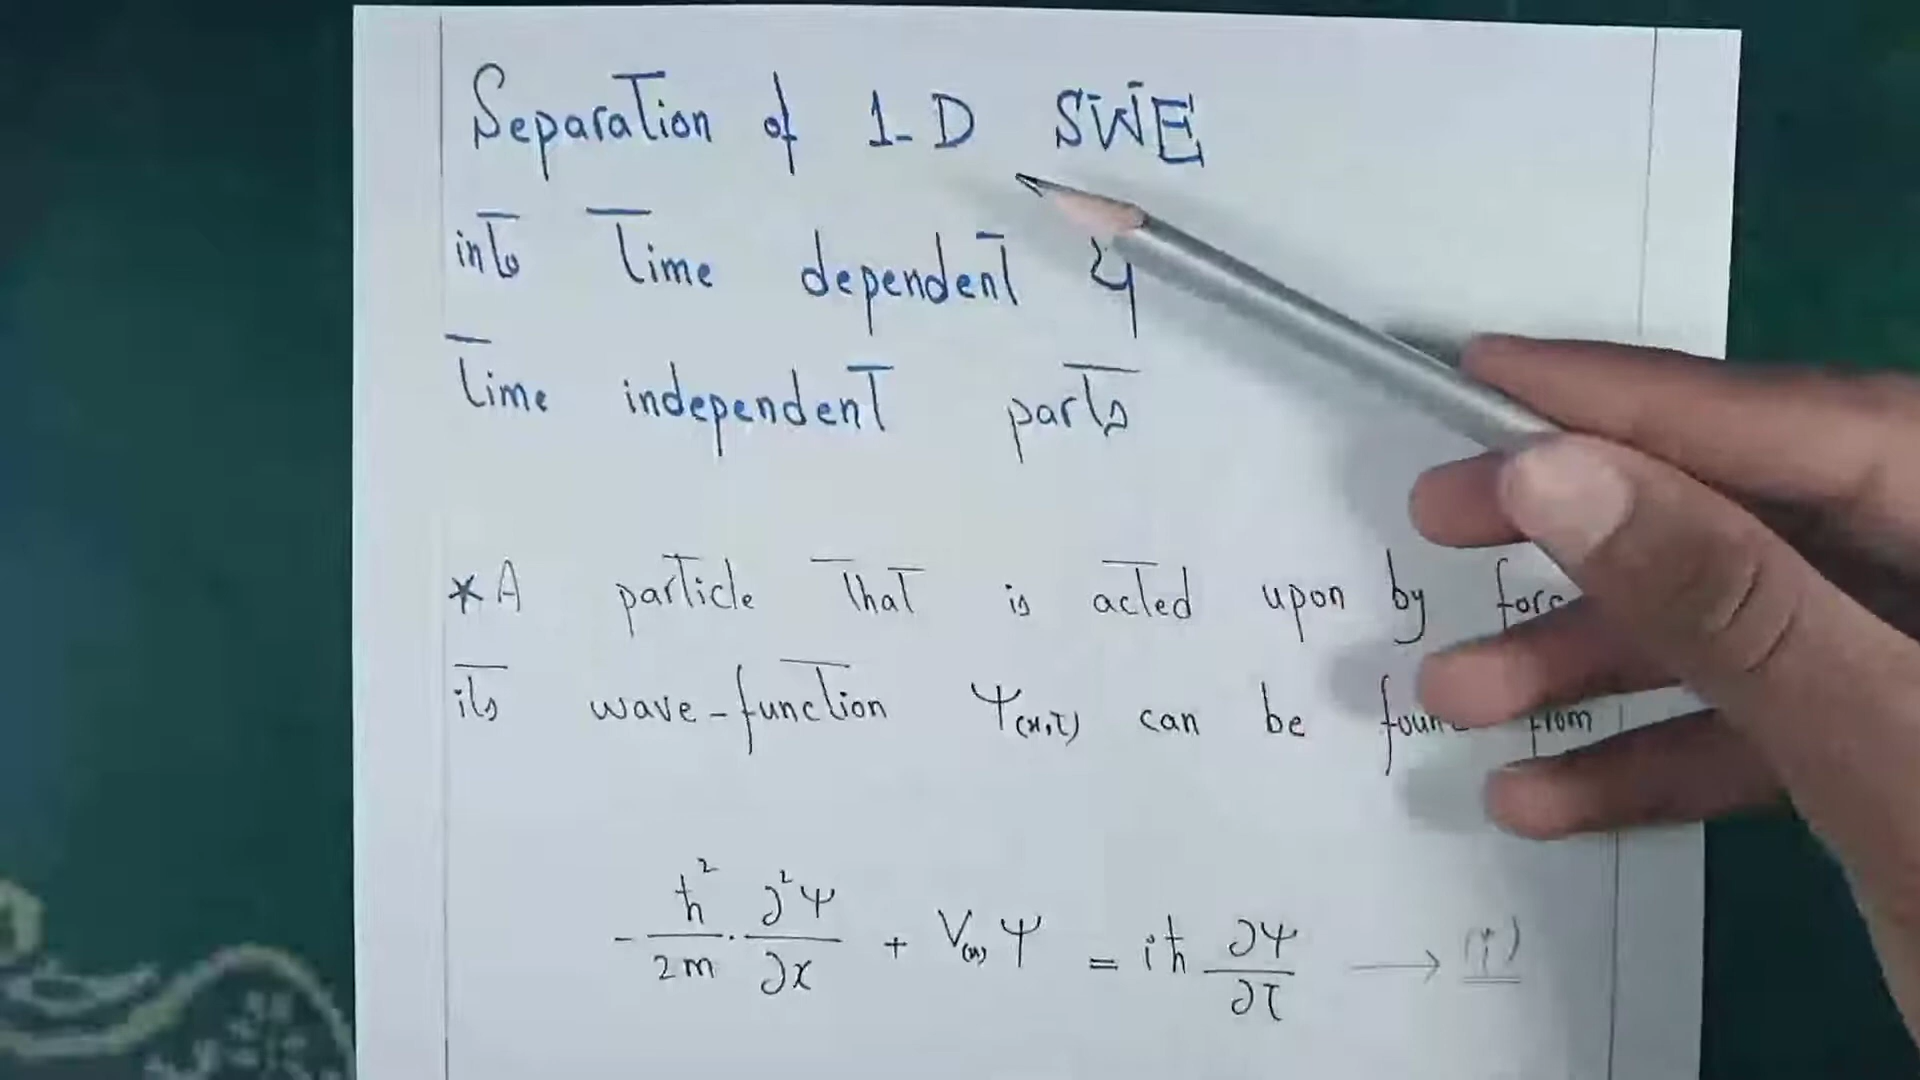 Separation of 1-D SWE
into Time dependent &
Time independent parts
*A particle that is acted upon by
its wave-function Ψ(x,t) can be from
-ħ²/2m · ∂²Ψ/∂x + V(x) Ψ = iħ ∂Ψ/∂t → (i)